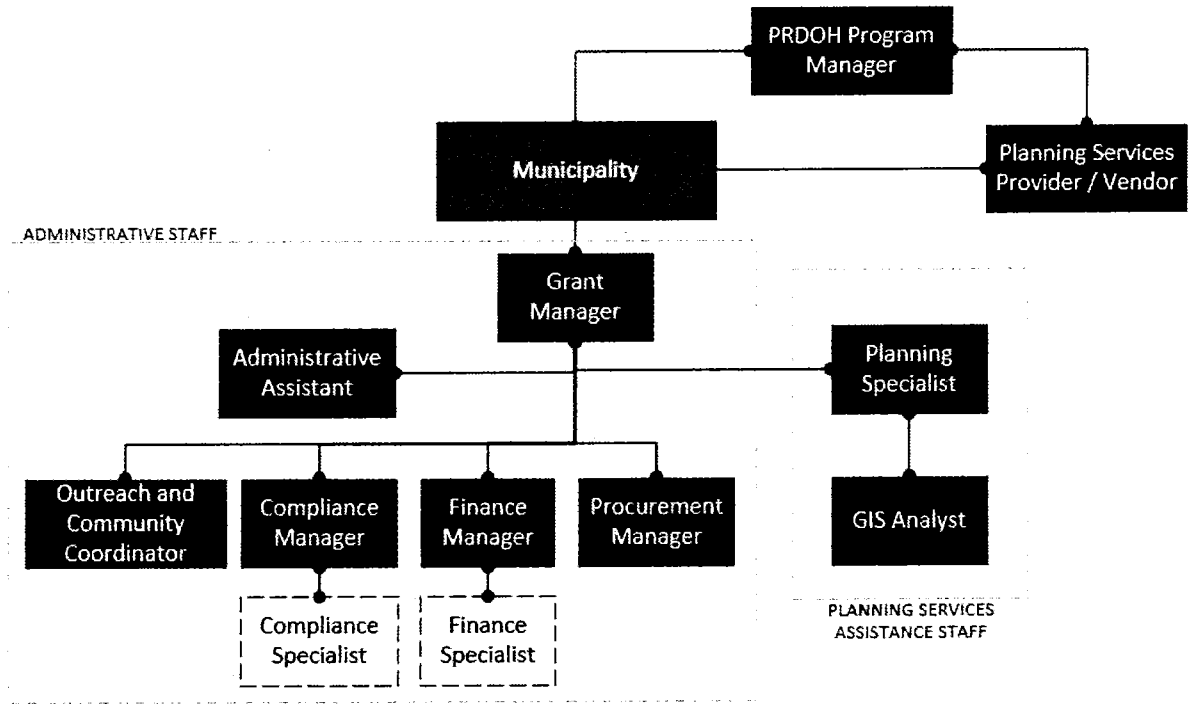 PRDOH Program
Manager
Municipality
Planning Services
Provider / Vendor
ADMINISTRATIVE STAFF
Grant
Manager
Administrative
Assistant
Planning
Specialist
Outreach and
Community
Coordinator
Compliance
Manager
Finance
Manager
Procurement
Manager
GIS Analyst
Compliance
Specialist
Finance
Specialist
PLANNING SERVICES
ASSISTANCE STAFF